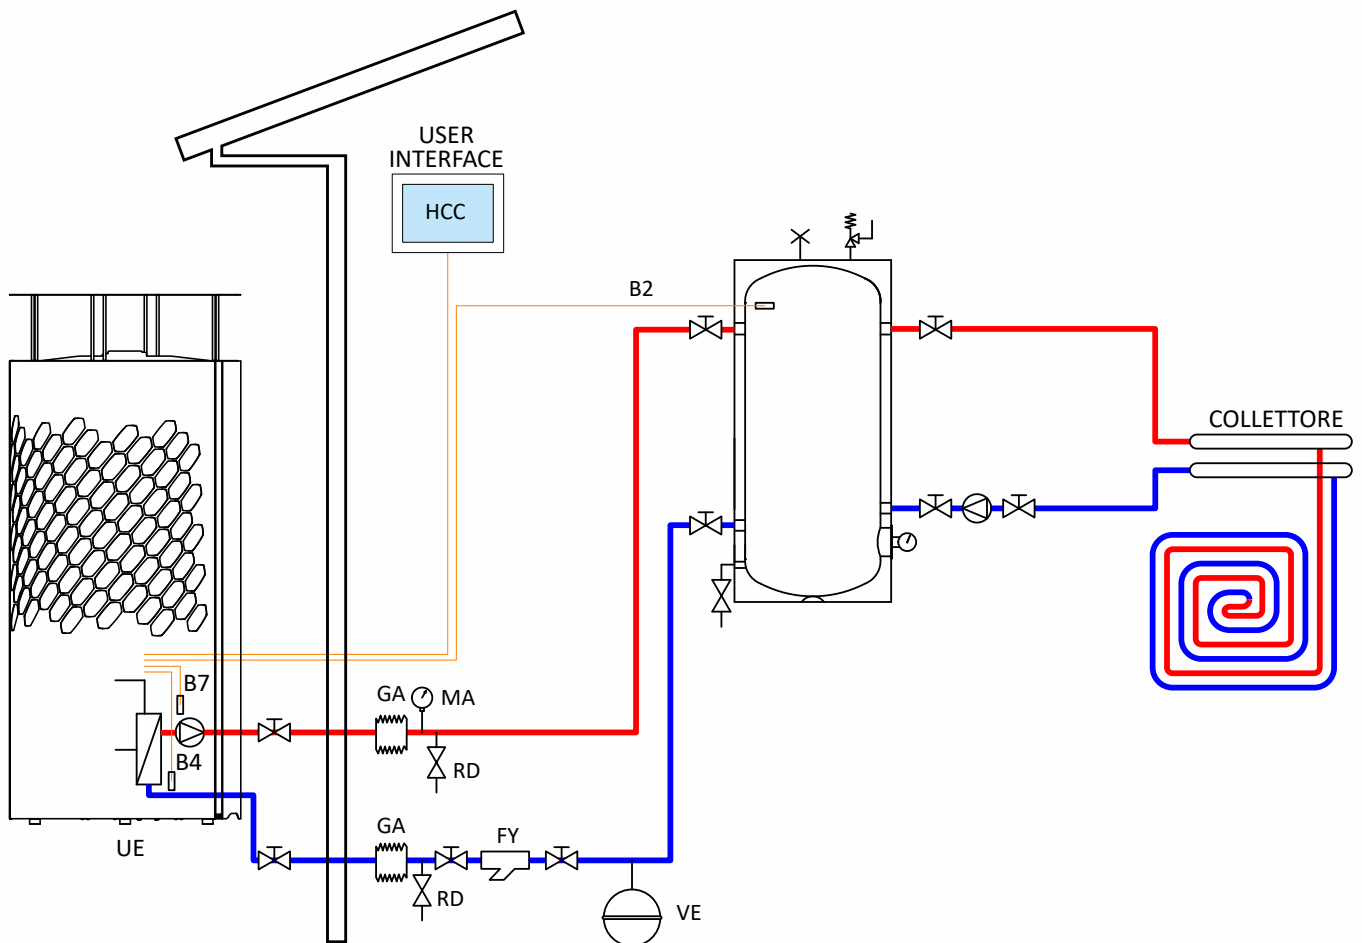 USER
INTERFACE
HCC
B2
COLLETTORE
B7
GA
MA
B4
RD
UE
GA
FY
RD
VE